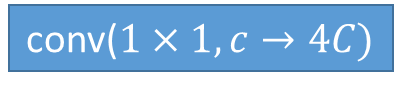 conv(1 × 1, c → 4C)